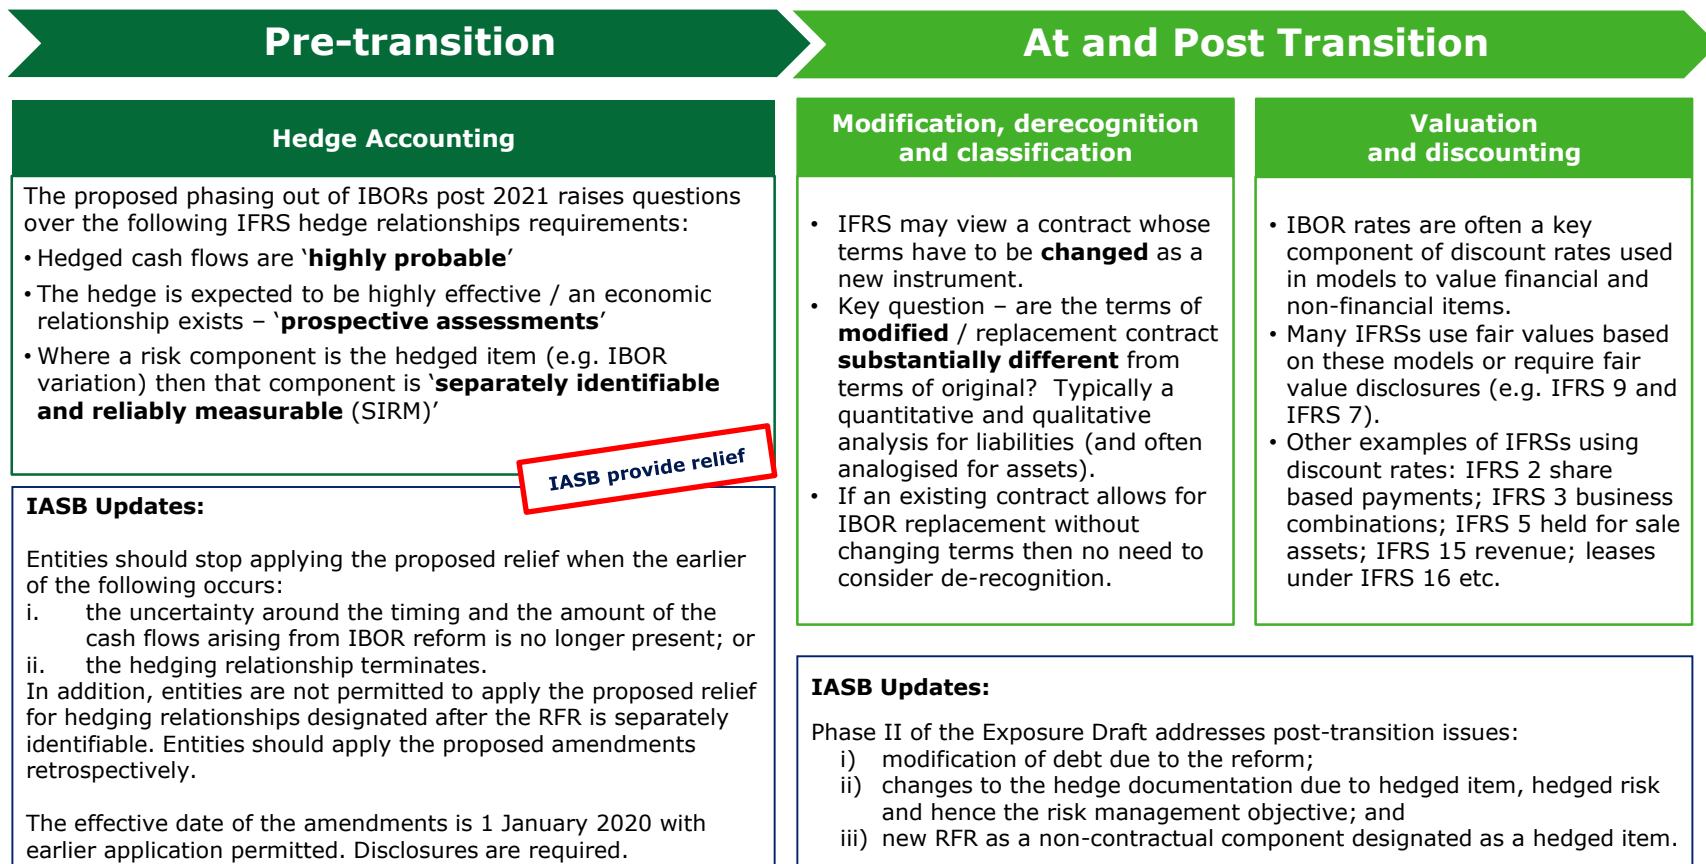 Pre-transition
At and Post Transition
Hedge Accounting
The proposed phasing out of IBORs post 2021 raises questions
over the following IFRS hedge relationships requirements:
• Hedged cash flows are ‘highly probable’
• The hedge is expected to be highly effective / an economic
relationship exists – ‘prospective assessments’
• Where a risk component is the hedged item (e.g. IBOR
variation) then that component is ‘separately identifiable
and reliably measurable (SIRM)’
IASB provide relief
IASB Updates:
Entities should stop applying the proposed relief when the earlier
of the following occurs:
i. the uncertainty around the timing and the amount of the
cash flows arising from IBOR reform is no longer present; or
ii. the hedging relationship terminates.
In addition, entities are not permitted to apply the proposed relief
for hedging relationships designated after the RFR is separately
identifiable. Entities should apply the proposed amendments
retrospectively.
The effective date of the amendments is 1 January 2020 with
earlier application permitted. Disclosures are required.
Modification, derecognition
and classification
• IFRS may view a contract whose
terms have to be changed as a
new instrument.
• Key question – are the terms of
modified / replacement contract
substantially different from
terms of original? Typically a
quantitative and qualitative
analysis for liabilities (and often
analogised for assets).
• If an existing contract allows for
IBOR replacement without
changing terms then no need to
consider de-recognition.
Valuation
and discounting
• IBOR rates are often a key
component of discount rates used
in models to value financial and
non-financial items.
• Many IFRSs use fair values based
on these models or require fair
value disclosures (e.g. IFRS 9 and
IFRS 7).
• Other examples of IFRSs using
discount rates: IFRS 2 share
based payments; IFRS 3 business
combinations; IFRS 5 held for sale
assets; IFRS 15 revenue; leases
under IFRS 16 etc.
IASB Updates:
Phase II of the Exposure Draft addresses post-transition issues:
i) modification of debt due to the reform;
ii) changes to the hedge documentation due to hedged item, hedged risk
and hence the risk management objective; and
iii) new RFR as a non-contractual component designated as a hedged item.